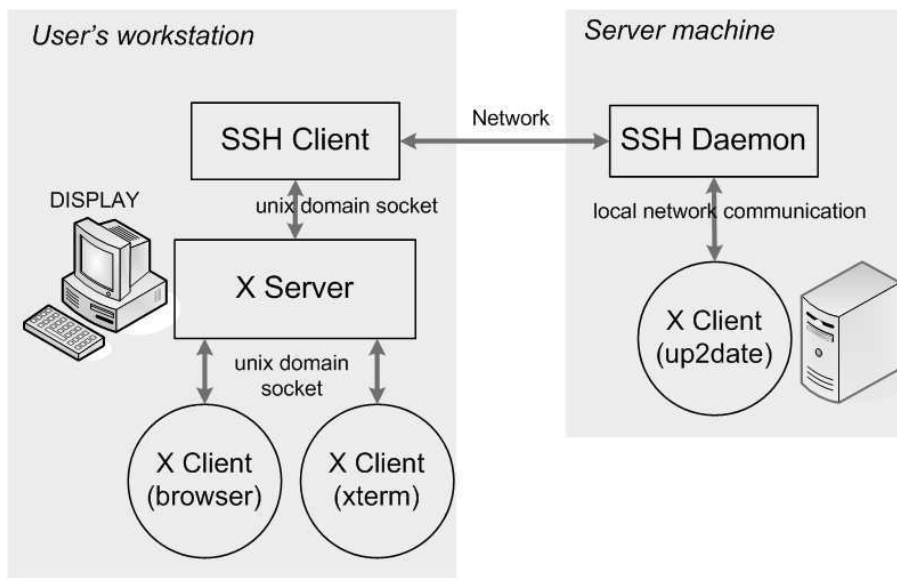 User's workstation
Server machine
Network
SSH Client
SSH Daemon
DISPLAY
unix domain socket
local network communication
X Server
X Client
(up2date)
unix domain
socket
X Client
(browser)
X Client
(xterm)